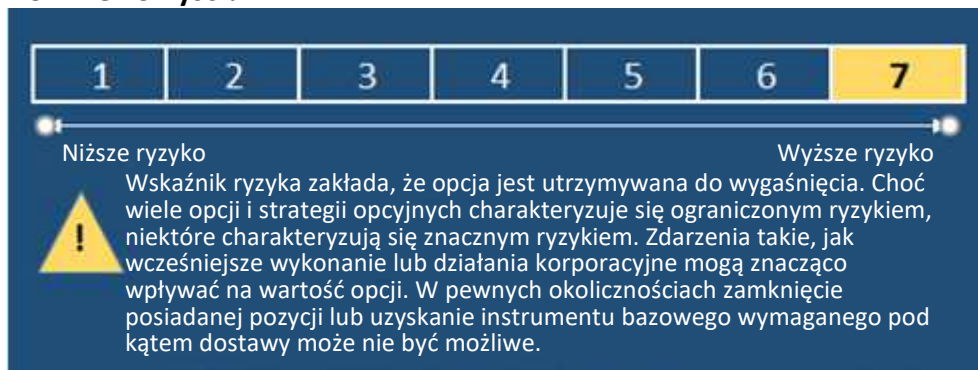 1 2 3 4 5 6 7
Niższe ryzyko Wyższe ryzyko
Wskaźnik ryzyka zakłada, że opcja jest utrzymywana do wygaśnięcia. Choć
wiele opcji i strategii opcyjnych charakteryzuje się ograniczonym ryzykiem,
! niektóre charakteryzują się znacznym ryzykiem. Zdarzenia takie, jak
wcześniejsze wykonanie lub działania korporacyjne mogą znacząco
wpływać na wartość opcji. W pewnych okolicznościach zamknięcie
posiadanej pozycji lub uzyskanie instrumentu bazowego wymaganego pod
kątem dostawy może nie być możliwe.